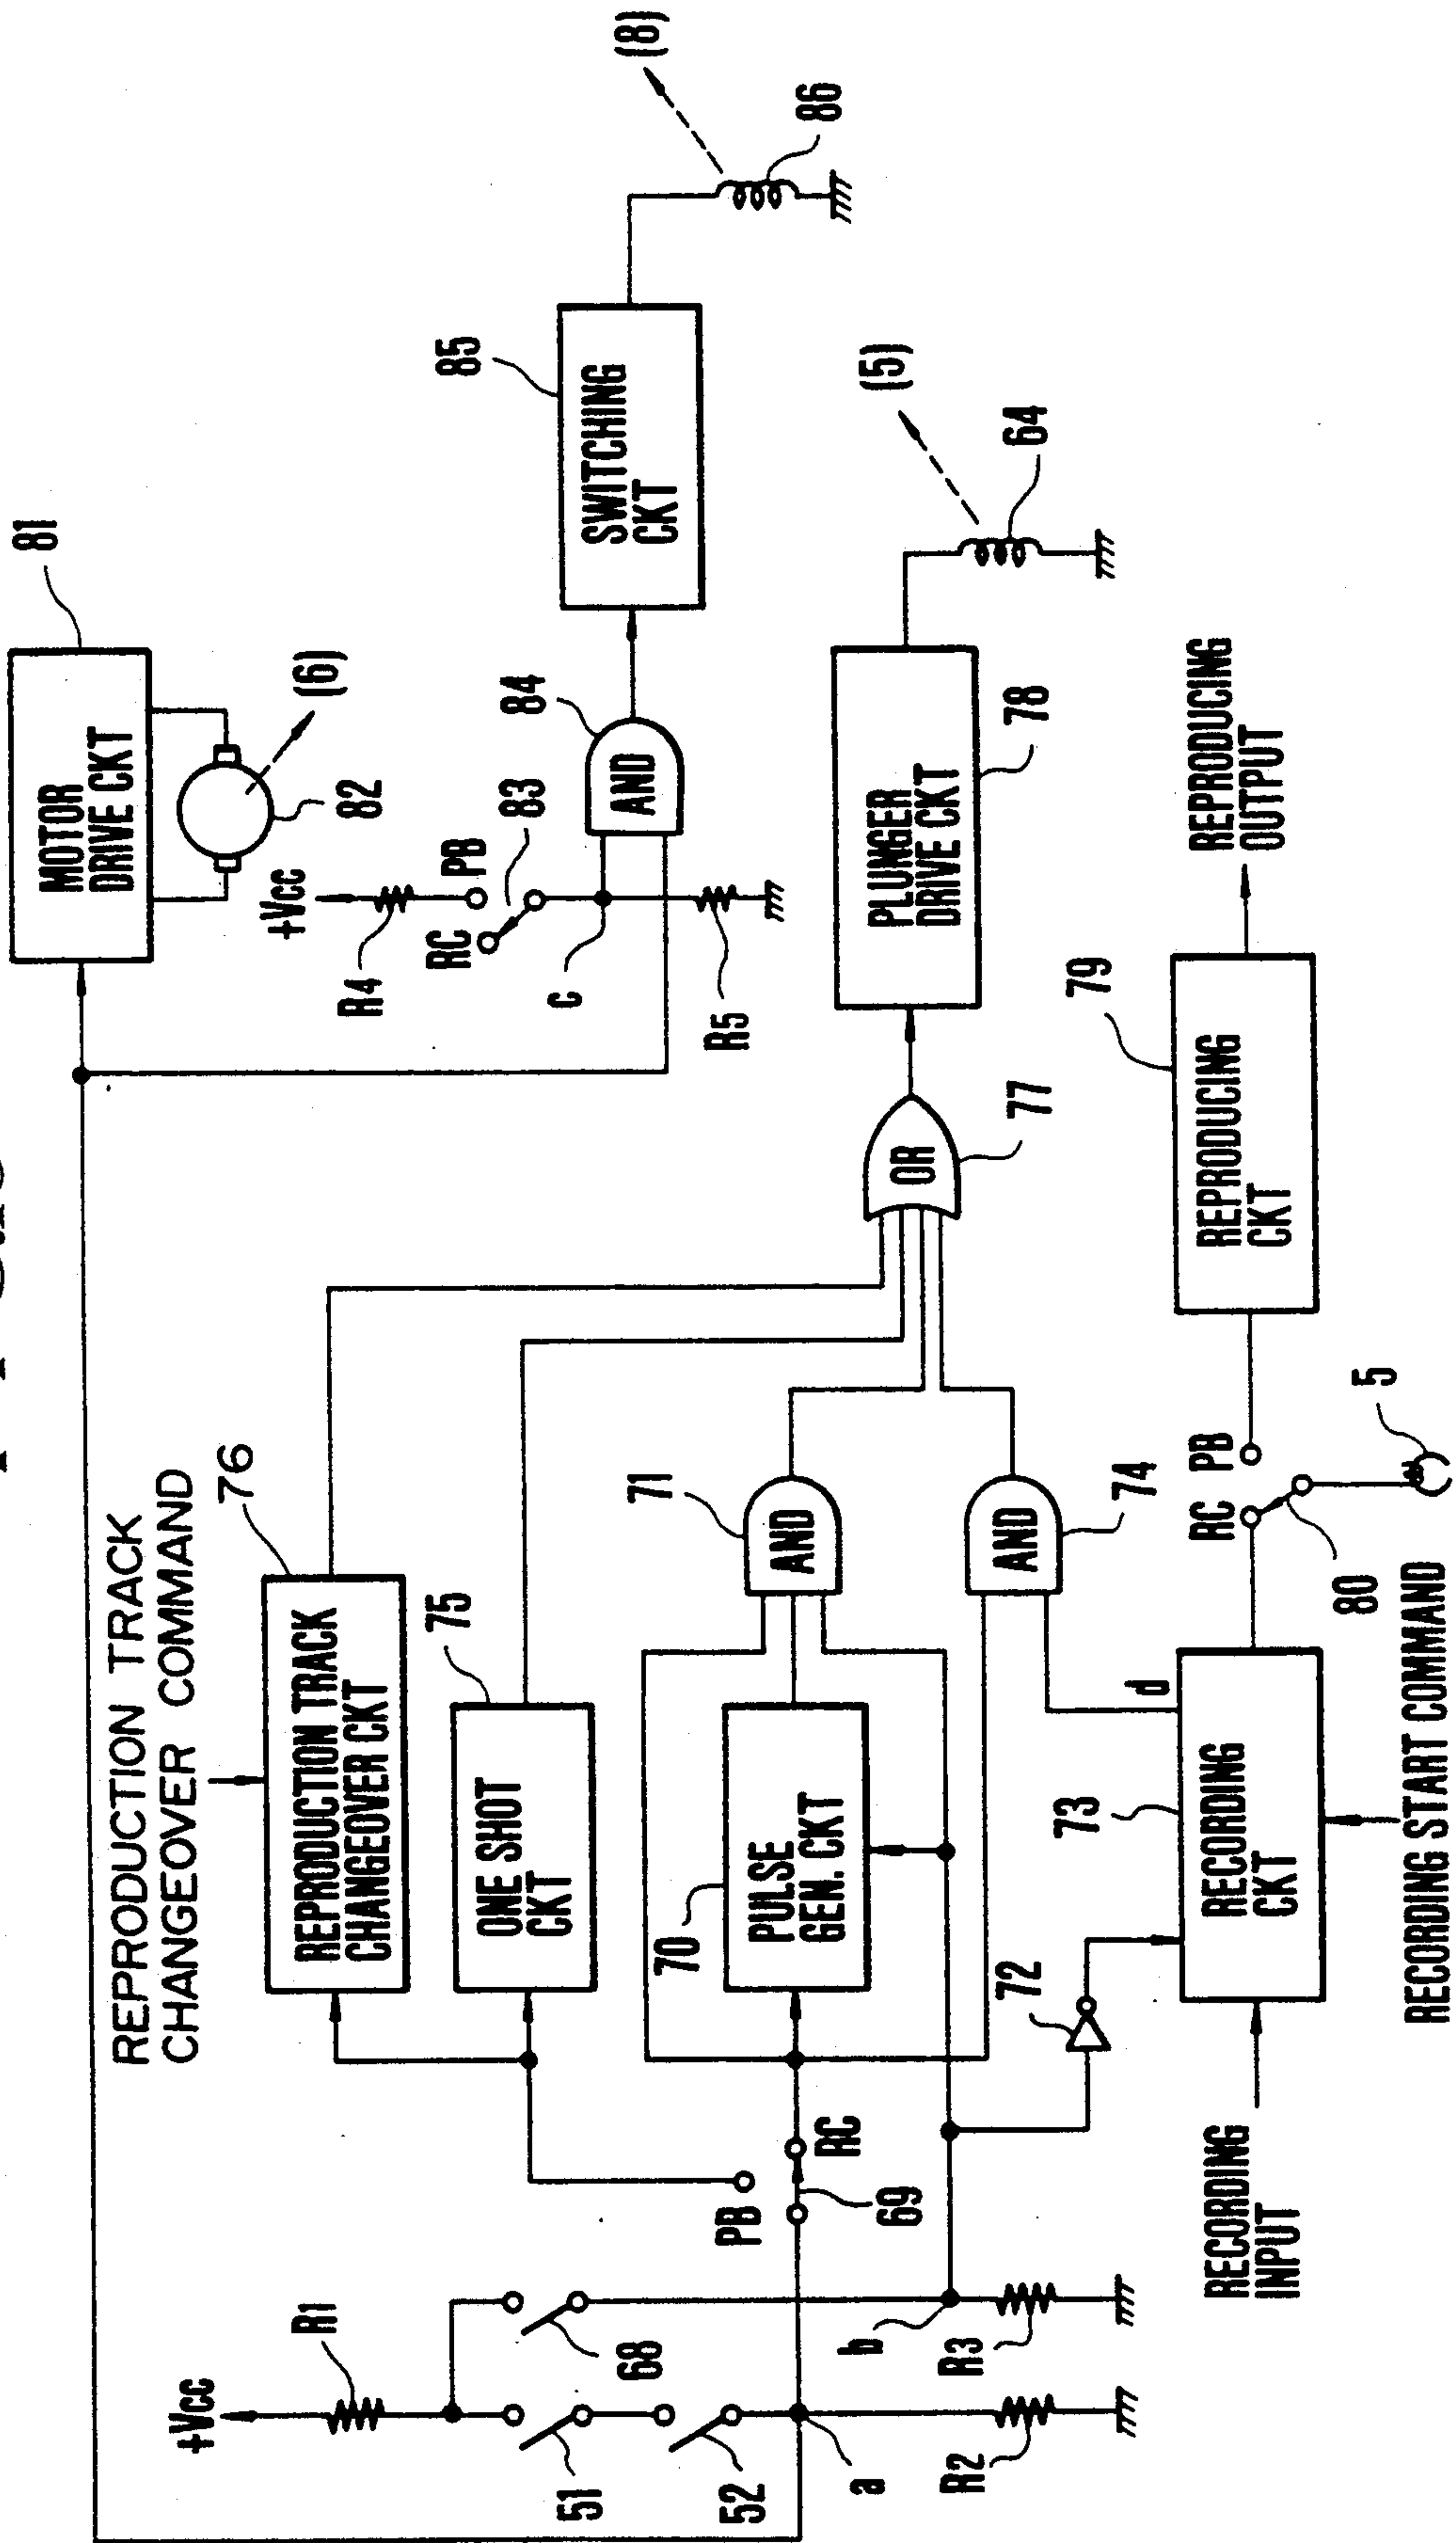 REPRODUCTION TRACK
CHANGEOVER COMMAND
76
REPRODUCTION TRACK
CHANGEOVER CKT
75
ONE SHOT
CKT
70
PULSE
GEN. CKT
71
AND
74
AND
77
OR
78
PLUNGER
DRIVE CKT
64
(5)
81
MOTOR
DRIVE CKT
82
(6)
+Vcc
R4
PB
RC
83
c
R5
84
AND
85
SWITCHING
CKT
86
(8)
+Vcc
R1
51
52
68
a
b
R2
R3
PB
RC
69
72
73
RECORDING
CKT
d
RECORDING
INPUT
RECORDING START COMMAND
RC
PB
80
5
79
REPRODUCING
CKT
REPRODUCING
OUTPUT